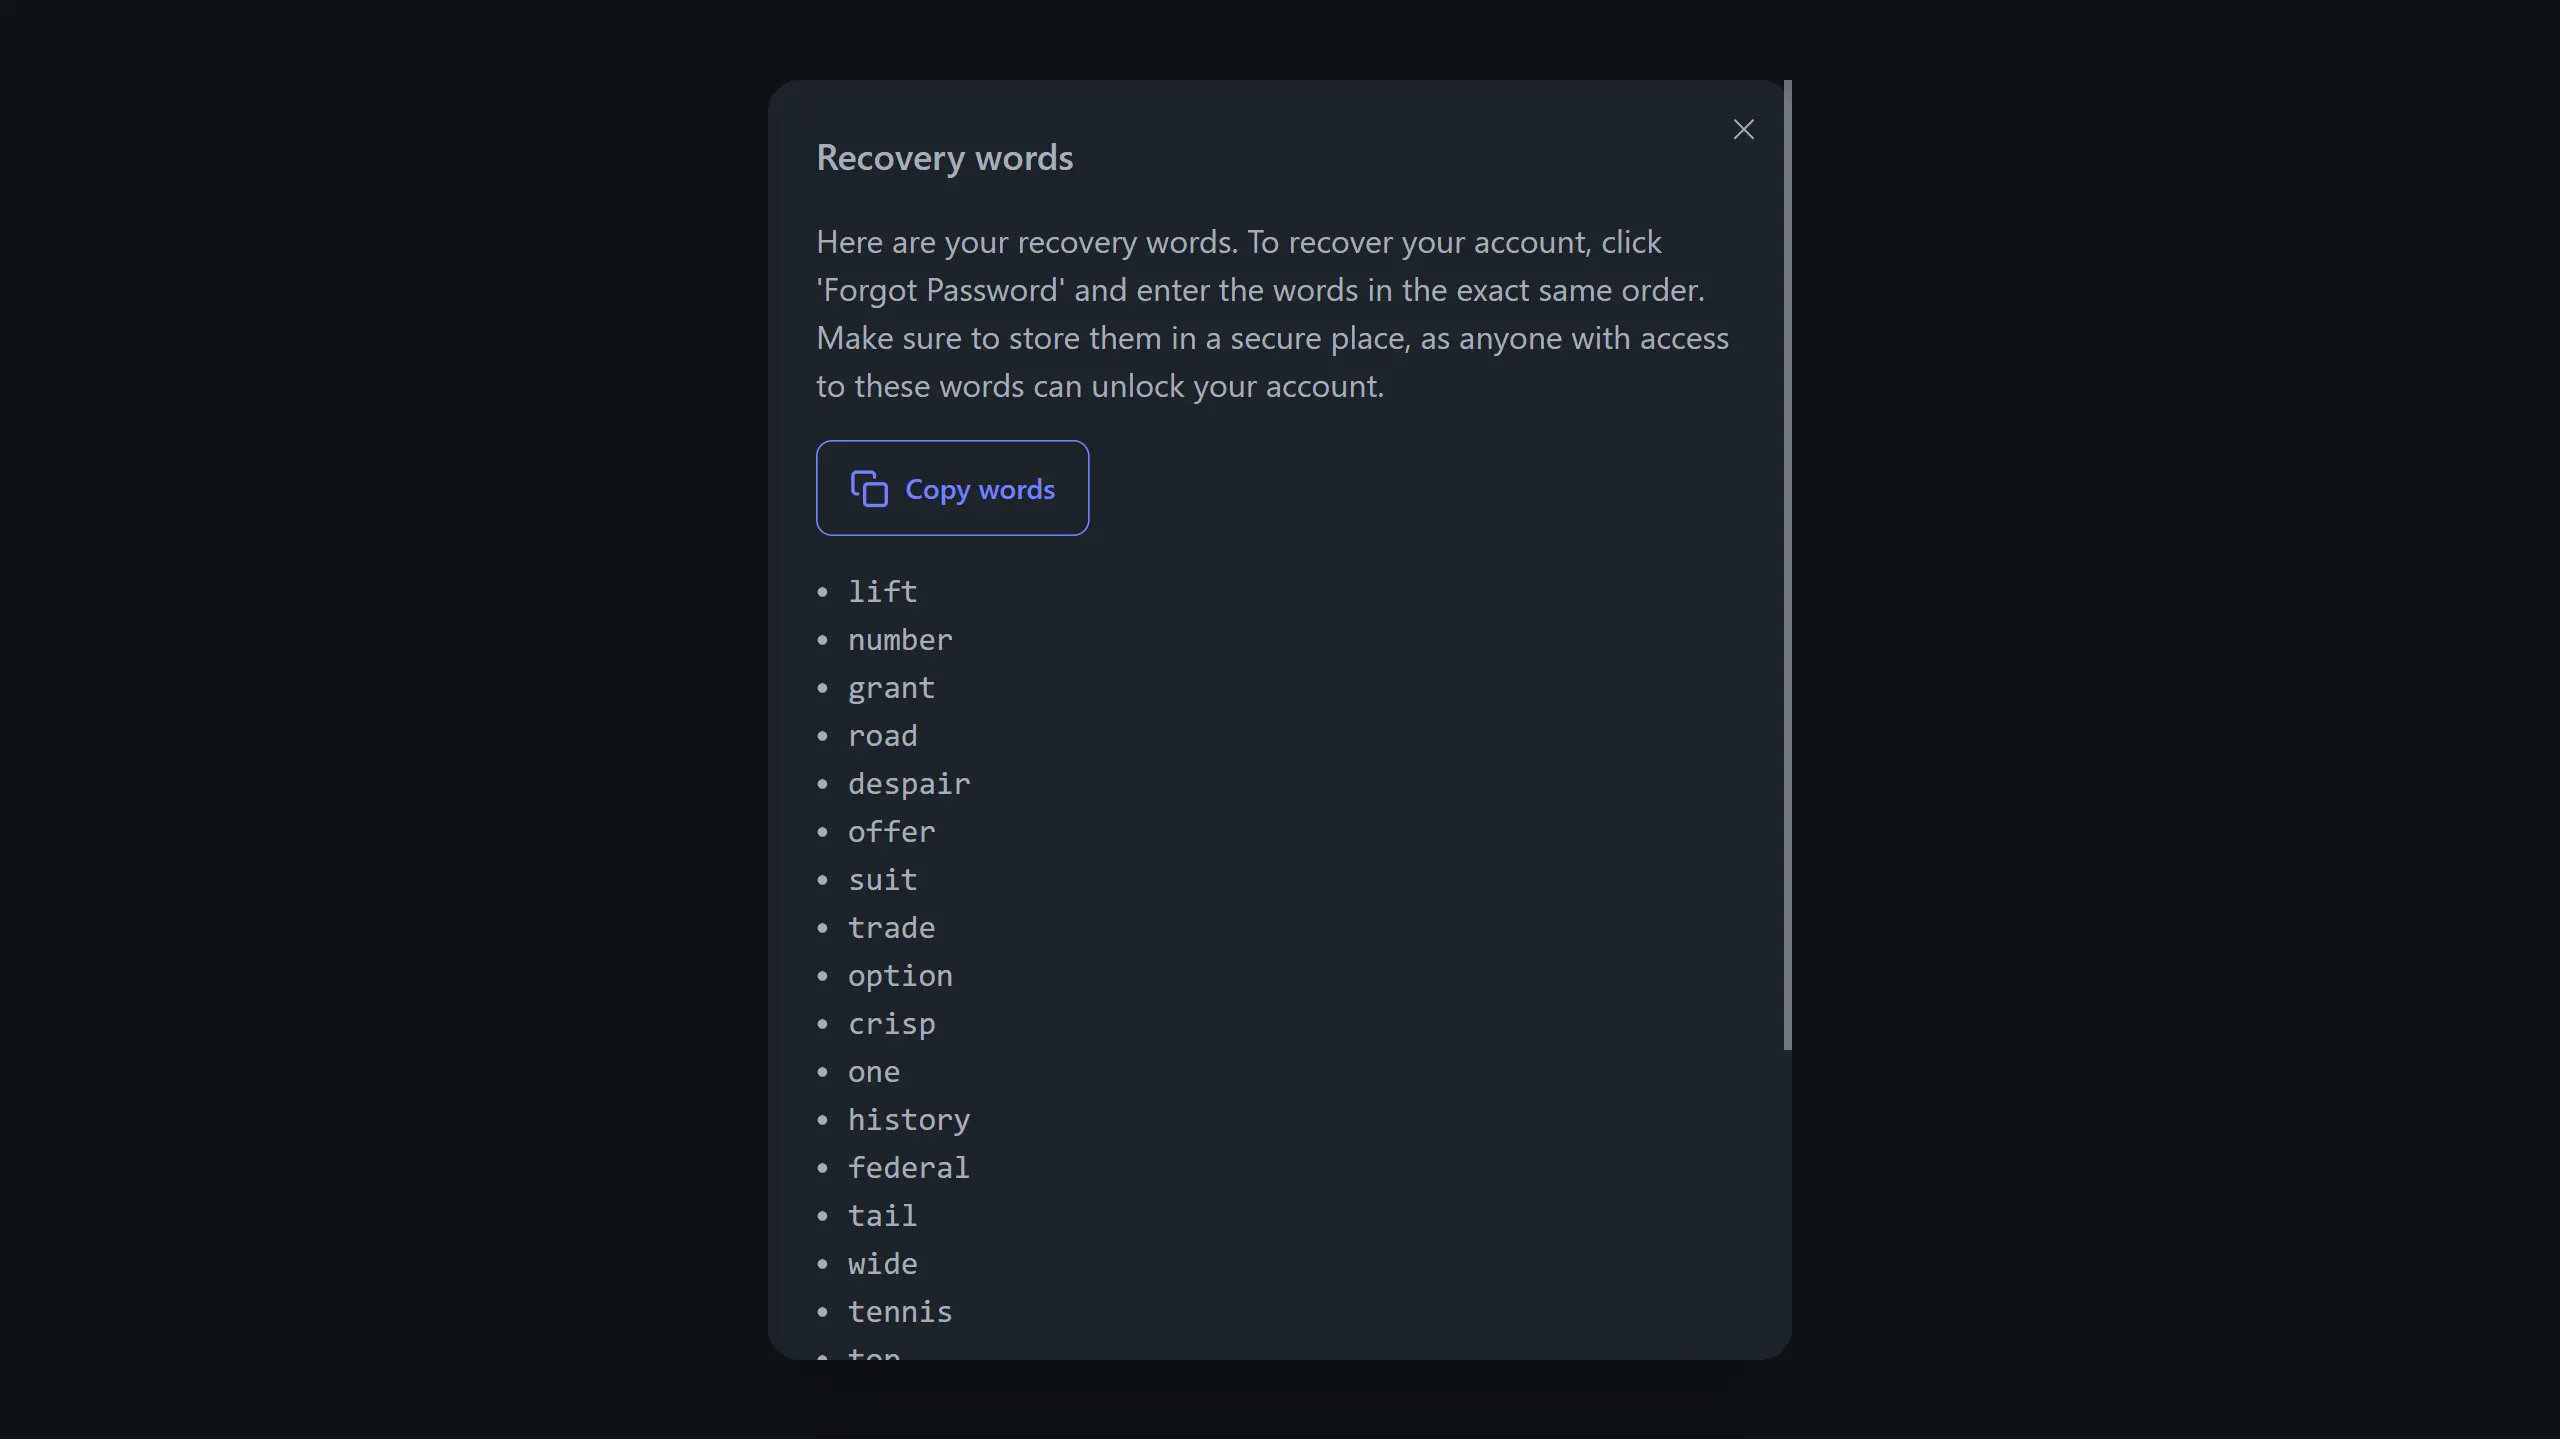 Recovery words
Here are your recovery words. To recover your account, click
'Forgot Password' and enter the words in the exact same order.
Make sure to store them in a secure place, as anyone with access
to these words can unlock your account.
Copy words
• lift
• number
• grant
• road
• despair
• offer
• suit
• trade
• option
• crisp
• one
• history
• federal
• tail
• wide
• tennis